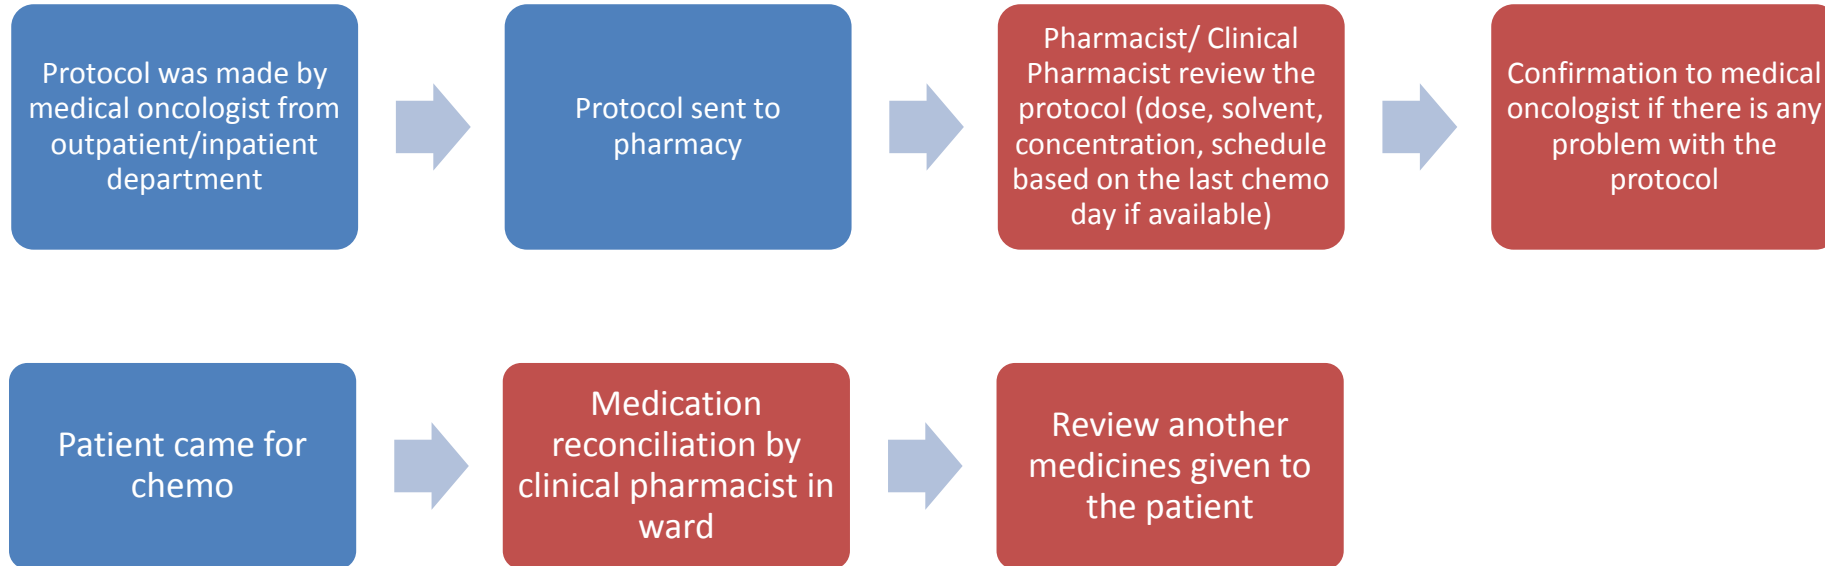 Protocol was made by
medical oncologist from
outpatient/inpatient
department
Protocol sent to
pharmacy
Pharmacist/ Clinical
Pharmacist review the
protocol (dose, solvent,
concentration, schedule
based on the last chemo
day if available)
Confirmation to medical
oncologist if there is any
problem with the
protocol
Patient came for
chemo
Medication
reconciliation by
clinical pharmacist in
ward
Review another
medicines given to
the patient